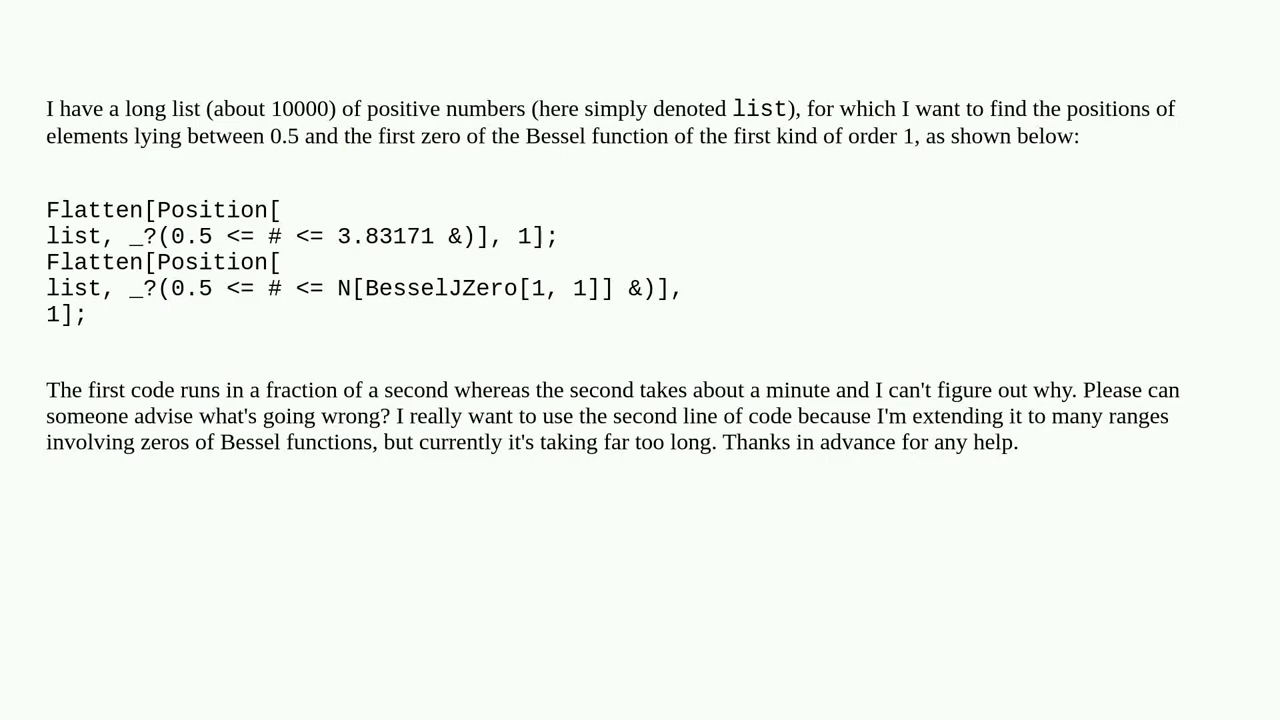 I have a long list (about 10000) of positive numbers (here simply denoted list), for which I want to find the positions of
elements lying between 0.5 and the first zero of the Bessel function of the first kind of order 1, as shown below:
Flatten[Position[
list, _?(0.5 <= # <= 3.83171 &)], 1];
Flatten[Position[
list, _?(0.5 <= # <= N[BesselJZero[1, 1]] &)],
1];
The first code runs in a fraction of a second whereas the second takes about a minute and I can't figure out why. Please can
someone advise what's going wrong? I really want to use the second line of code because I'm extending it to many ranges
involving zeros of Bessel functions, but currently it's taking far too long. Thanks in advance for any help.